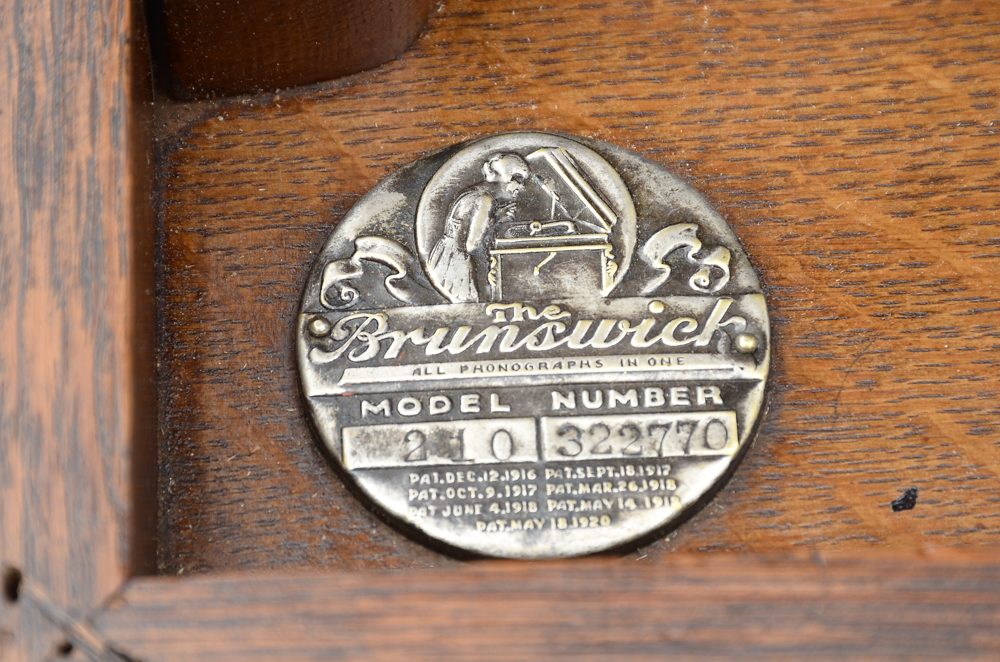 The
Brunswick
ALL PHONOGRAPHS IN ONE
MODEL NUMBER
210 322770
PAT.DEC.12.1916 PAT.SEPT.18.1917
PAT.OCT.9.1917 PAT.MAR.26.1918
PAT JUNE 4.1918 PAT.MAY 14.1918
PAT.MAY 18.1920